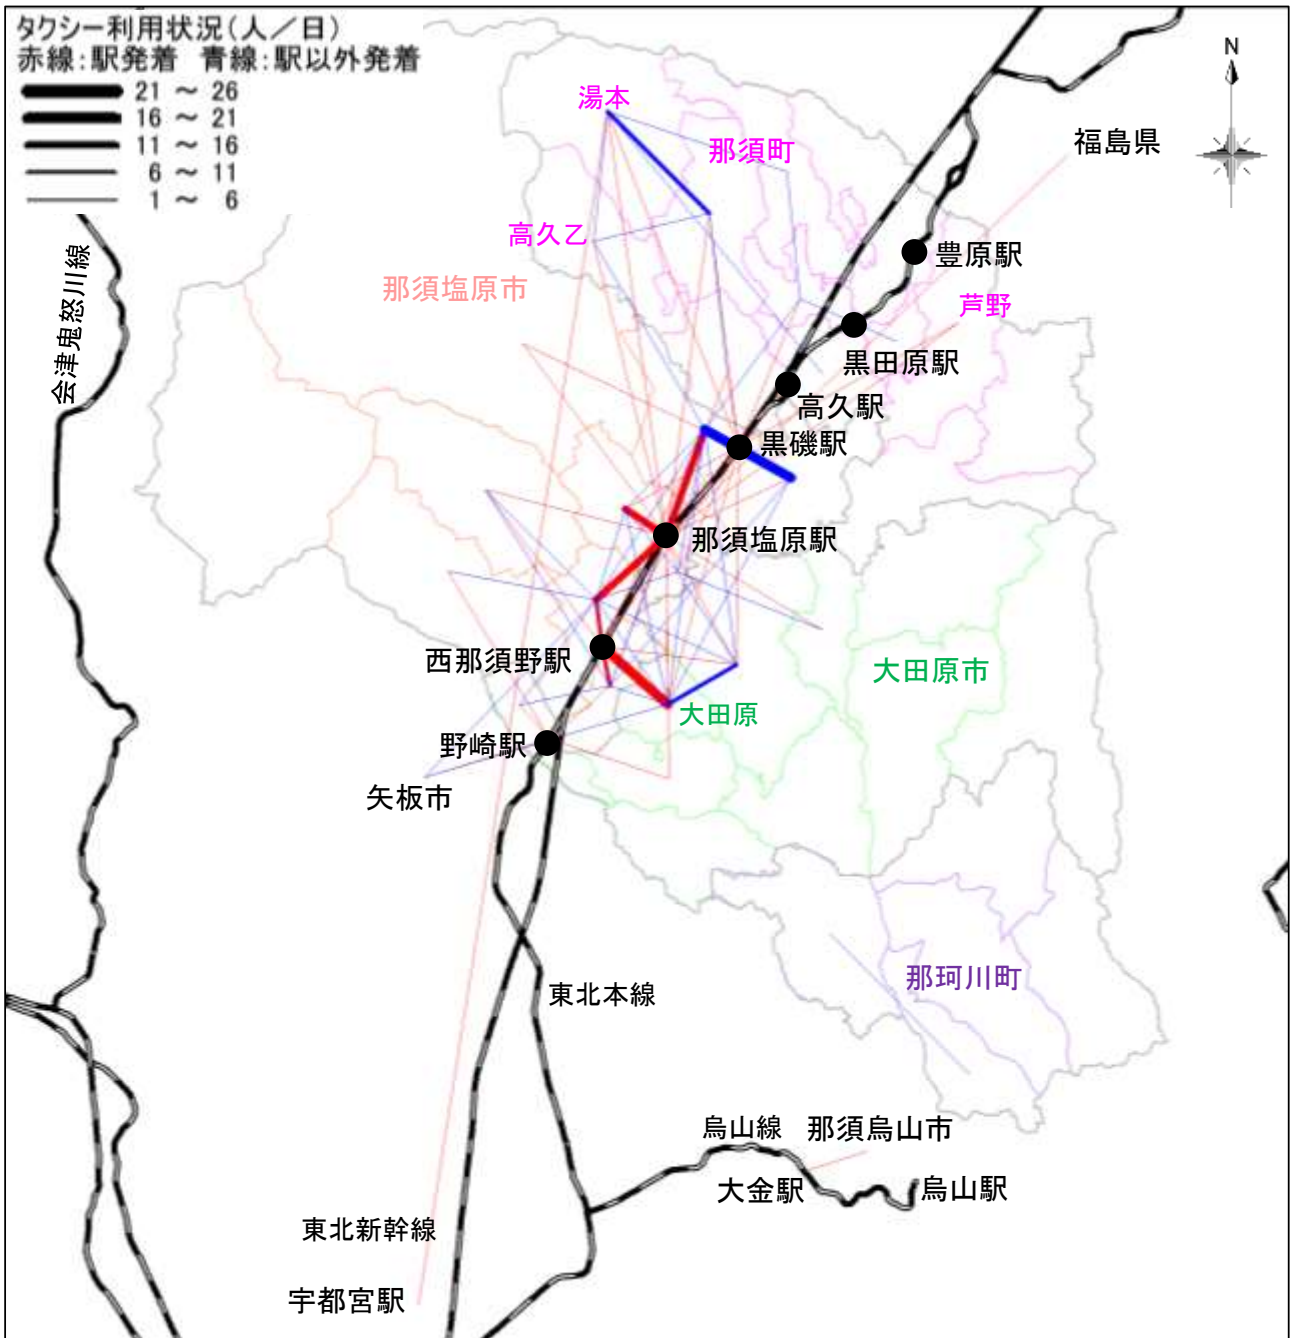 タクシー利用状況(人／日)
赤線:駅発着 青線:駅以外発着
21 ～ 26
16 ～ 21
11 ～ 16
6 ～ 11
1 ～ 6
N
湯本
那須町
福島県
高久乙
豊原駅
会津鬼怒川線
那須塩原市
芦野
黒田原駅
高久駅
黒磯駅
那須塩原駅
西那須野駅
大田原市
大田原
野崎駅
矢板市
那珂川町
東北本線
烏山線
那須烏山市
大金駅
烏山駅
東北新幹線
宇都宮駅